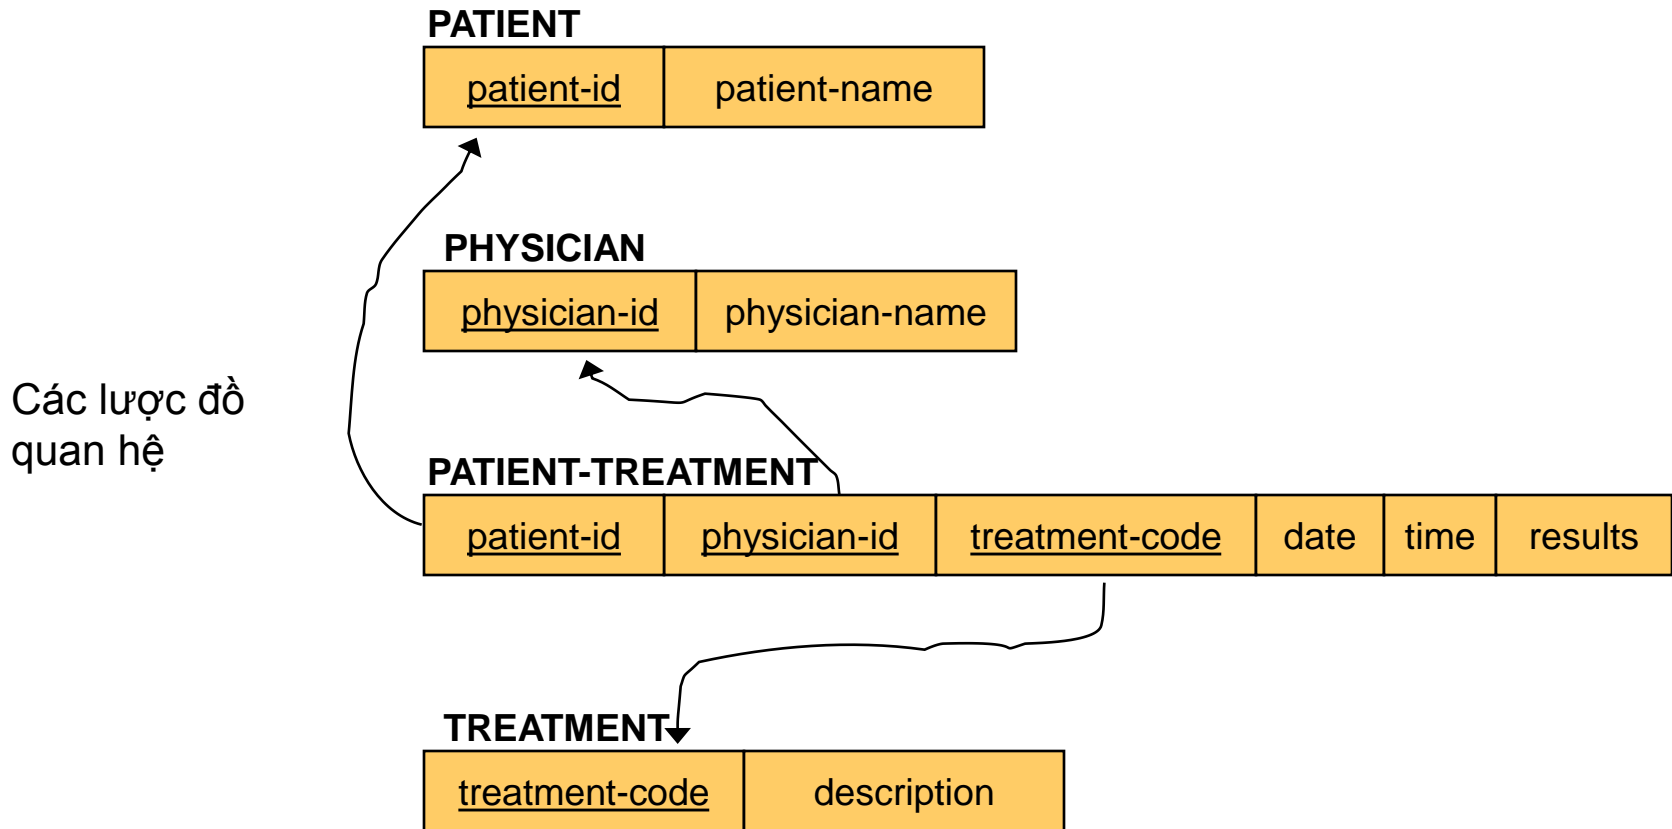 PATIENT
patient-id patient-name
PHYSICIAN
physician-id physician-name
Các lược đồ
quan hệ
PATIENT-TREATMENT
patient-id physician-id treatment-code date time results
TREATMENT
treatment-code description